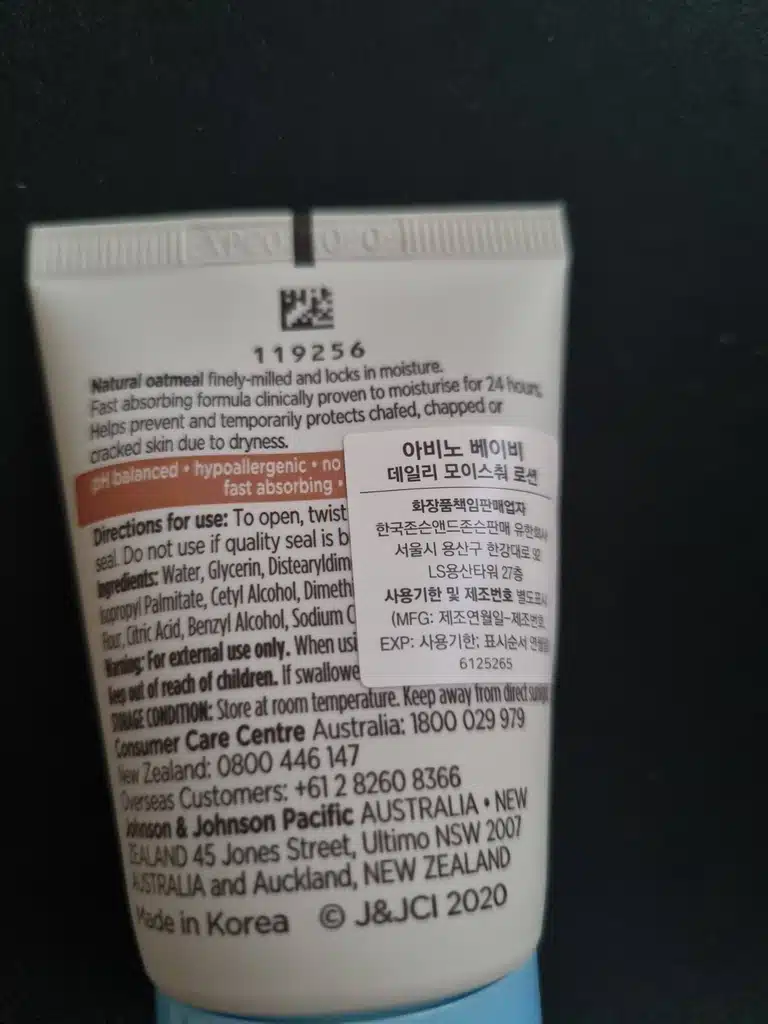 119256
Natural oatmeal finely-milled and locks in moisture.
Fast absorbing formula clinically proven to moisturise for 24 hours.
Helps prevent and temporarily protects chafed, chapped or
cracked skin due to dryness.
pH balanced • hypoallergenic • no
fast absorbing •
Directions for use: To open, twist
seal. Do not use if quality seal is b
Ingredients: Water, Glycerin, Distearyldim
Isopropyl Palmitate, Cetyl Alcohol, Dimeth
Flour, Citric Acid, Benzyl Alcohol, Sodium C
Warning: For external use only. When usi
Keep out of reach of children. If swallowe
STORAGE CONDITION: Store at room temperature. Keep away from direct
Consumer Care Centre Australia: 1800 029 979
New Zealand: 0800 446 147
Overseas Customers: +61 2 8260 8366
Johnson & Johnson Pacific AUSTRALIA • NEW
ZEALAND 45 Jones Street, Ultimo NSW 2007
AUSTRALIA and Auckland, NEW ZEALAND
Made in Korea © J&JCI 2020
아비노 베이비
데일리 모이스춰 로션
화장품책임판매업자
한국존슨앤드존슨판매 유한회사
서울시 용산구 한강대로 92
LS용산타워 27층
사용기한 및 제조번호 별도표시
(MFG: 제조연월일-제조번호,
EXP: 사용기한; 표시순서
6125265